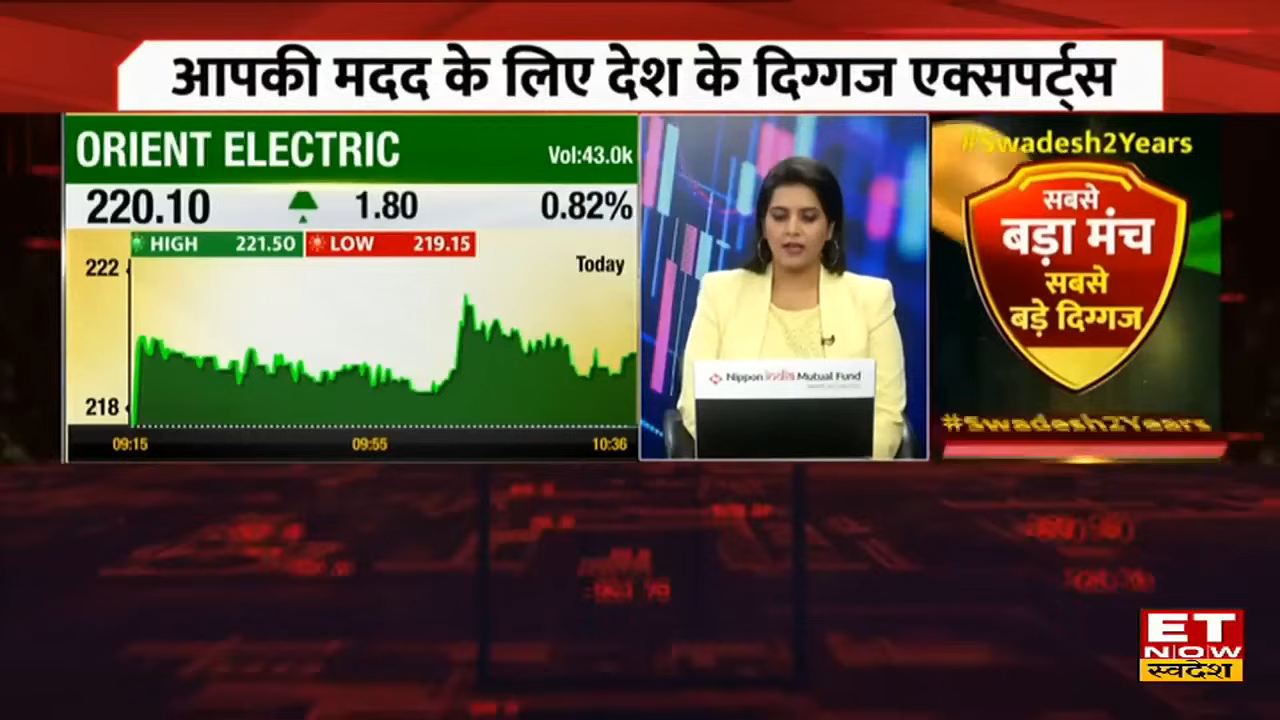 आपकी मदद के लिए देश के दिग्गज एक्सपर्ट्स
ORIENT ELECTRIC
Vol:43.0k
220.10 1.80 0.82%
HIGH 221.50 LOW 219.15
222
Today
218
09:15 09:55 10:36
Nippon india Mutual Fund
#Swadesh2Years
सबसे
बड़ा मंच
सबसे
बड़े दिग्गज
#Swadesh2Years
ET
NOW
स्वदेश